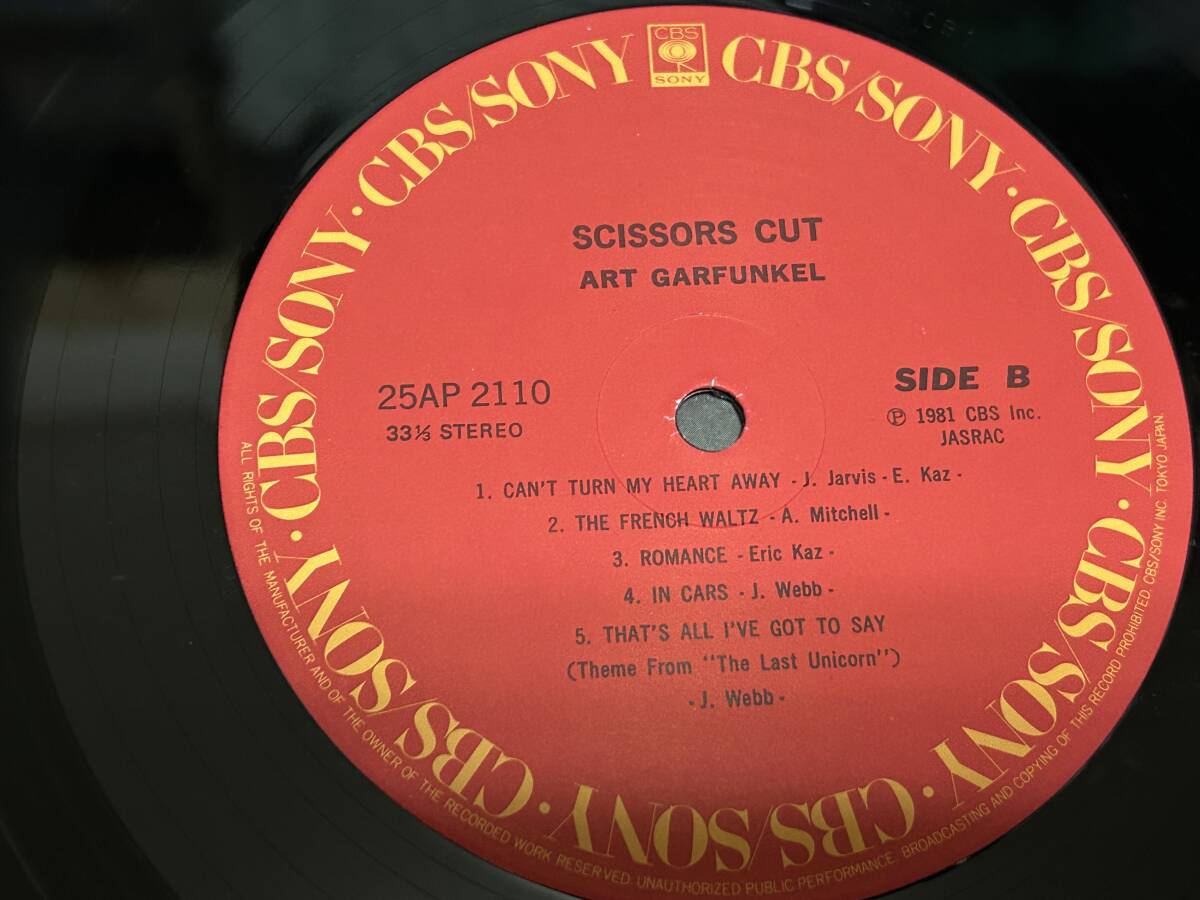 CBS
SONY
CBS/SONY · CBS/SONY · CBS/SONY · CBS/SONY · CBS/SONY · CBS/SONY · CBS/SONY · CBS/SONY · CBS/SONY
SCISSORS CUT
ART GARFUNKEL
25AP 2110
33⅓ STEREO
SIDE B
Ⓟ 1981 CBS Inc.
JASRAC
1. CAN'T TURN MY HEART AWAY - J. Jarvis - E. Kaz -
2. THE FRENCH WALTZ - A. Mitchell -
3. ROMANCE - Eric Kaz -
4. IN CARS - J. Webb -
5. THAT'S ALL I'VE GOT TO SAY
(Theme From "The Last Unicorn")
- J. Webb -
ALL RIGHTS OF THE MANUFACTURER AND OF THE OWNER OF THE RECORDED WORK RESERVED. UNAUTHORIZED PUBLIC PERFORMANCE, BROADCASTING AND COPYING OF THIS RECORD PROHIBITED. CBS/SONY INC. TOKYO JAPAN.